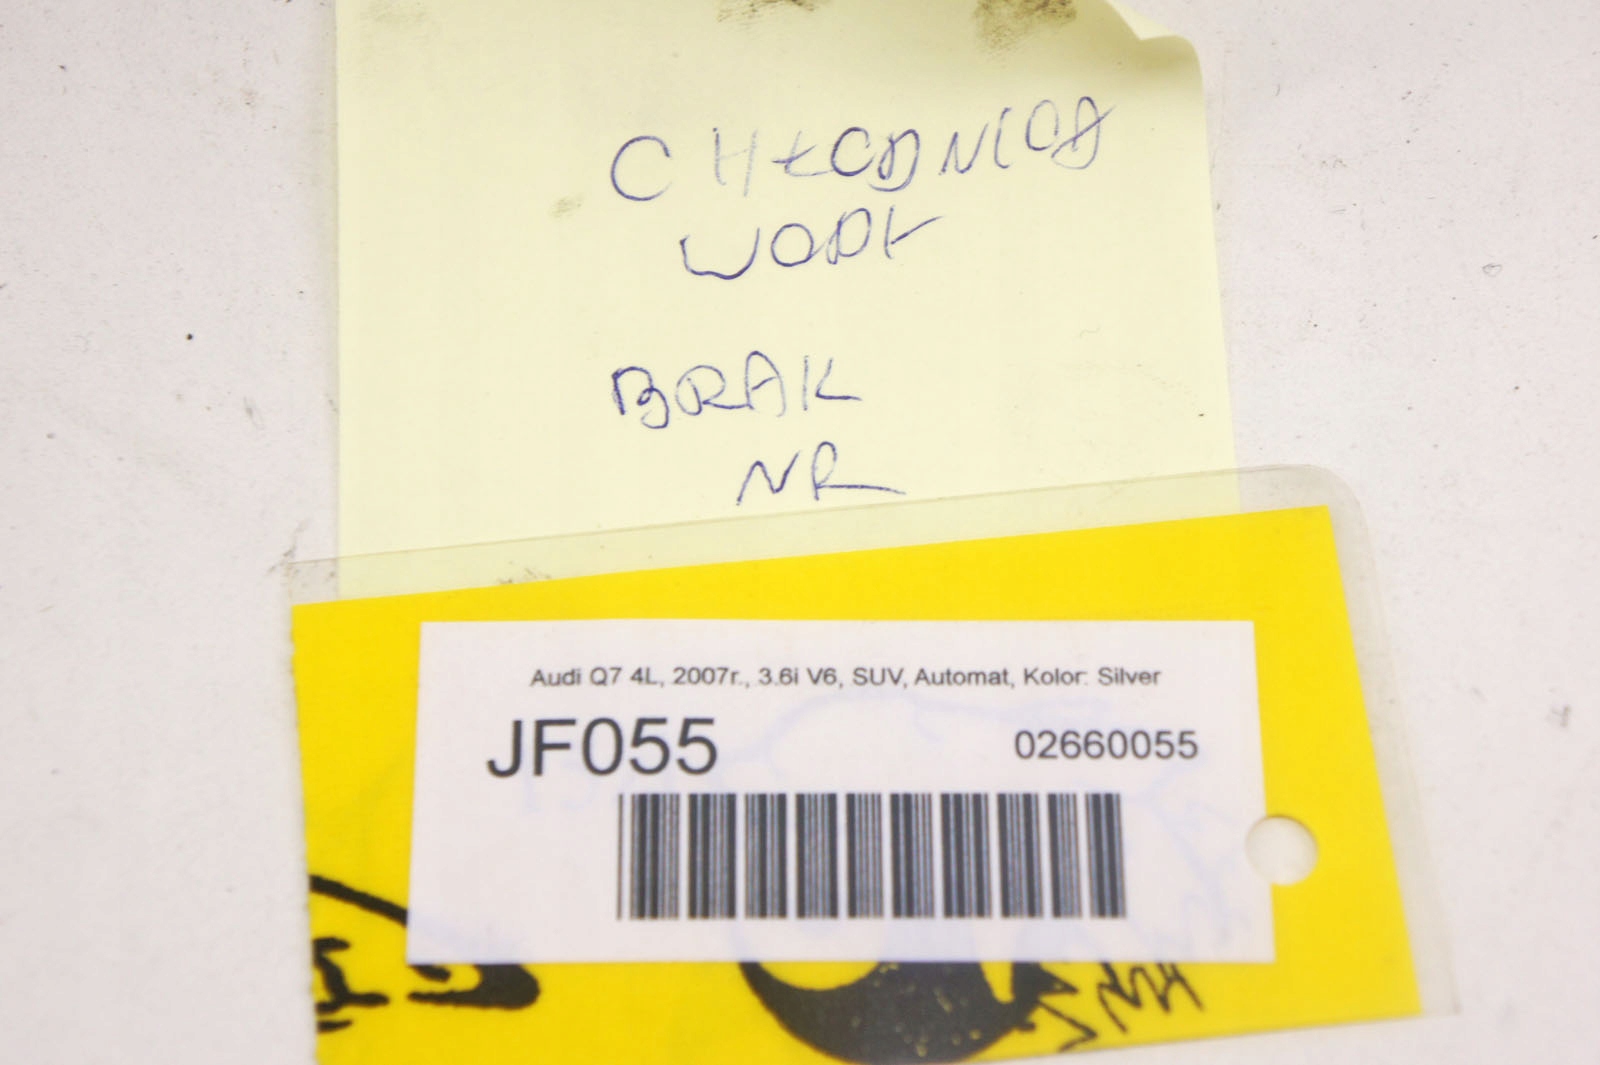 CHŁODNICA
WODY
BRAK
NR
Audi Q7 4L, 2007r., 3.6i V6, SUV, Automat, Kolor: Silver
JF055
02660055